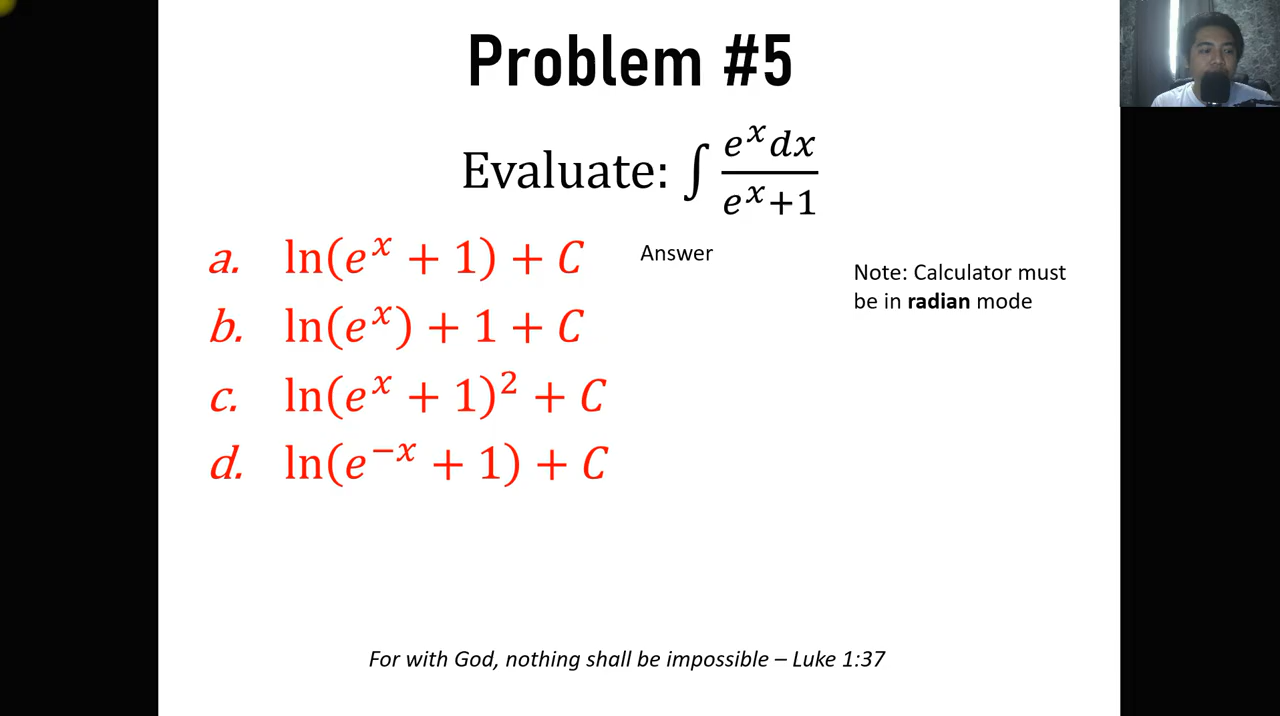 Problem #5
Evaluate: ∫ e^x dx / e^x+1
a. ln(e^x + 1) + C
Answer
Note: Calculator must
be in radian mode
b. ln(e^x) + 1 + C
c. ln(e^x + 1)^2 + C
d. ln(e^−x + 1) + C
For with God, nothing shall be impossible – Luke 1:37